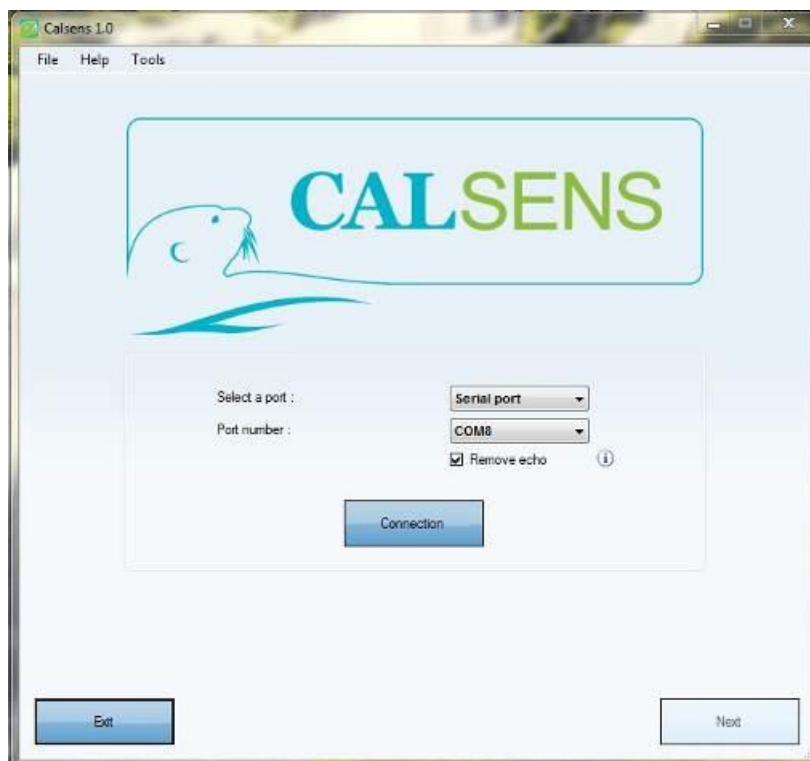 Calsens 1.0
File Help Tools
CALSENS
Select a port : Serial port
Port number : COM8
Remove echo
Connection
Exit Next